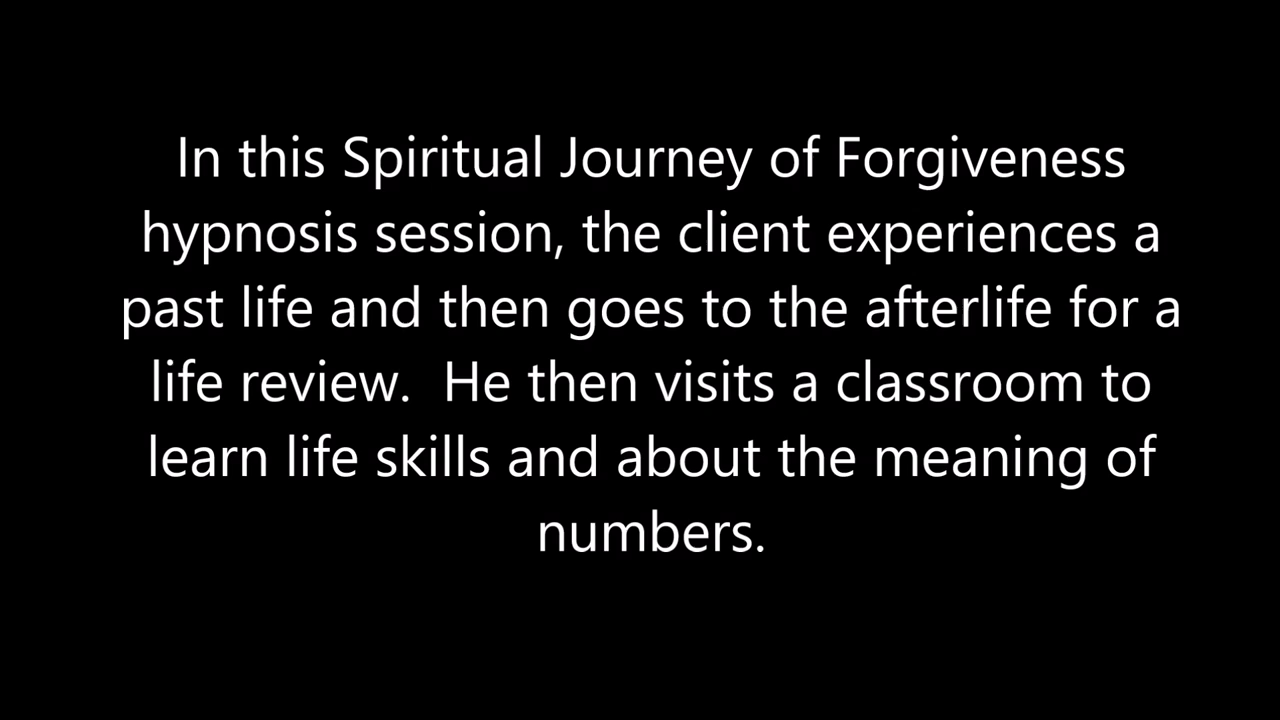 In this Spiritual Journey of Forgiveness
hypnosis session, the client experiences a
past life and then goes to the afterlife for a
life review.  He then visits a classroom to
learn life skills and about the meaning of
numbers.